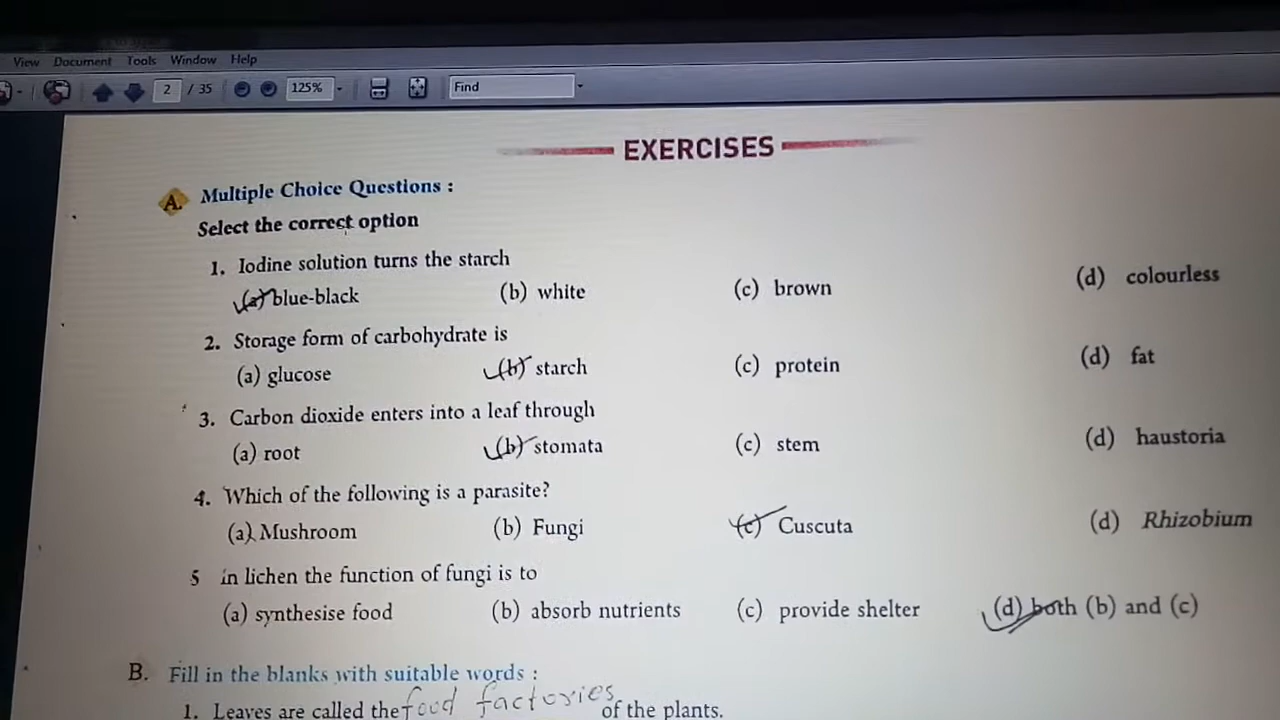 View Document Tools Window Help
2 / 35 125% Find
EXERCISES
A. Multiple Choice Questions :
Select the correct option
1. Iodine solution turns the starch
(a) blue-black (b) white (c) brown (d) colourless
2. Storage form of carbohydrate is
(a) glucose (b) starch (c) protein (d) fat
3. Carbon dioxide enters into a leaf through
(a) root (b) stomata (c) stem (d) haustoria
4. Which of the following is a parasite?
(a) Mushroom (b) Fungi (c) Cuscuta (d) Rhizobium
5 in lichen the function of fungi is to
(a) synthesise food (b) absorb nutrients (c) provide shelter (d) both (b) and (c)
B. Fill in the blanks with suitable words :
1. Leaves are called the food factories of the plants.